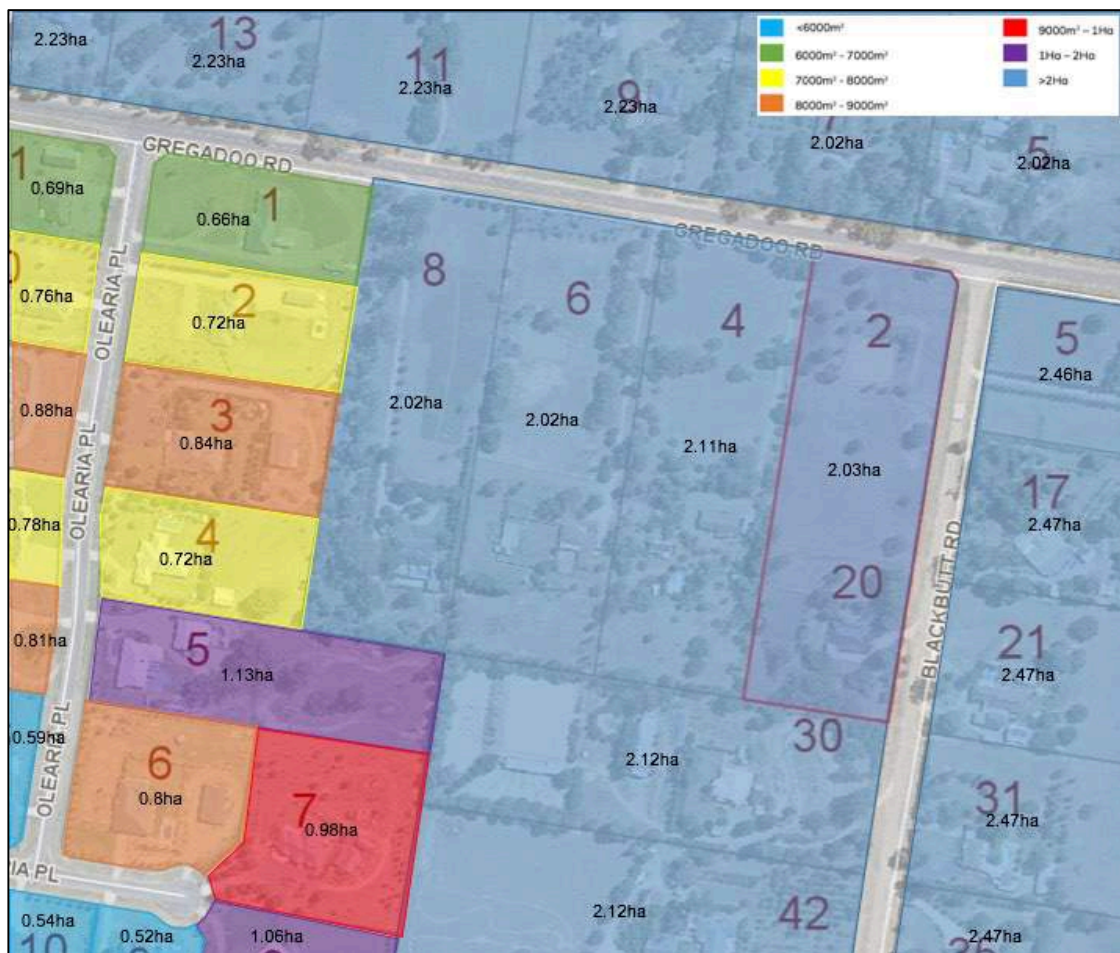 <6000m²
6000m² - 7000m²
7000m² - 8000m²
8000m² - 9000m²
9000m² – 1Ha
1Ha – 2Ha
>2Ha
2.23ha
13
2.23ha
11
2.23ha
9
2.23ha
7
2.02ha
5
2.02ha
GREGADOO RD
GREGADOO RD
1
0.69ha
1
0.66ha
0.76ha
2
0.72ha
0.88ha
3
0.84ha
0.78ha
4
0.72ha
0.81ha
5
1.13ha
0.59ha
6
0.8ha
7
0.98ha
OLEARIA PL
OLEARIA PL
OLEARIA PL
RIA PL
0.54ha
10
0.52ha
1.06ha
8
2.02ha
6
2.02ha
4
2.11ha
2
2.03ha
20
30
2.12ha
42
2.12ha
BLACKBUTT RD
5
2.46ha
17
2.47ha
21
2.47ha
31
2.47ha
2.47ha